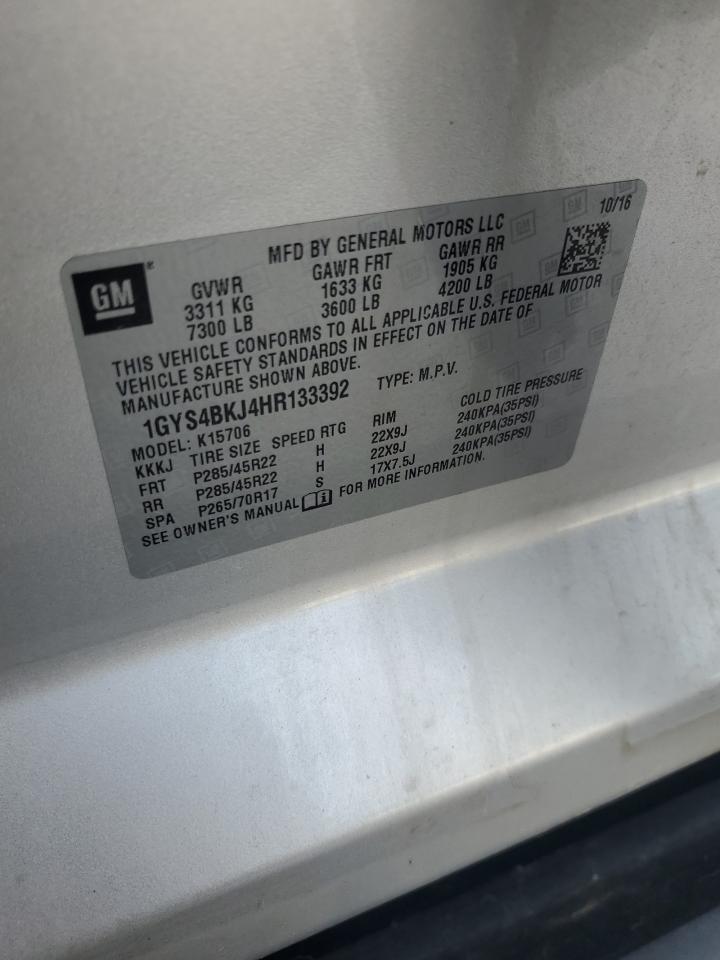 GM
MFD BY GENERAL MOTORS LLC
10/16
GVWR GAWR FRT GAWR RR
3311 KG 1633 KG 1905 KG
7300 LB 3600 LB 4200 LB
THIS VEHICLE CONFORMS TO ALL APPLICABLE U.S. FEDERAL MOTOR
VEHICLE SAFETY STANDARDS IN EFFECT ON THE DATE OF
MANUFACTURE SHOWN ABOVE.
1GYS4BKJ4HR133392 TYPE: M.P.V.
MODEL: K15706
KKKJ TIRE SIZE SPEED RTG RIM COLD TIRE PRESSURE
FRT P285/45R22 H 22X9J 240KPA(35PSI)
RR P285/45R22 H 22X9J 240KPA(35PSI)
SPA P265/70R17 S 17X7.5J 240KPA(35PSI)
SEE OWNER'S MANUAL FOR MORE INFORMATION.